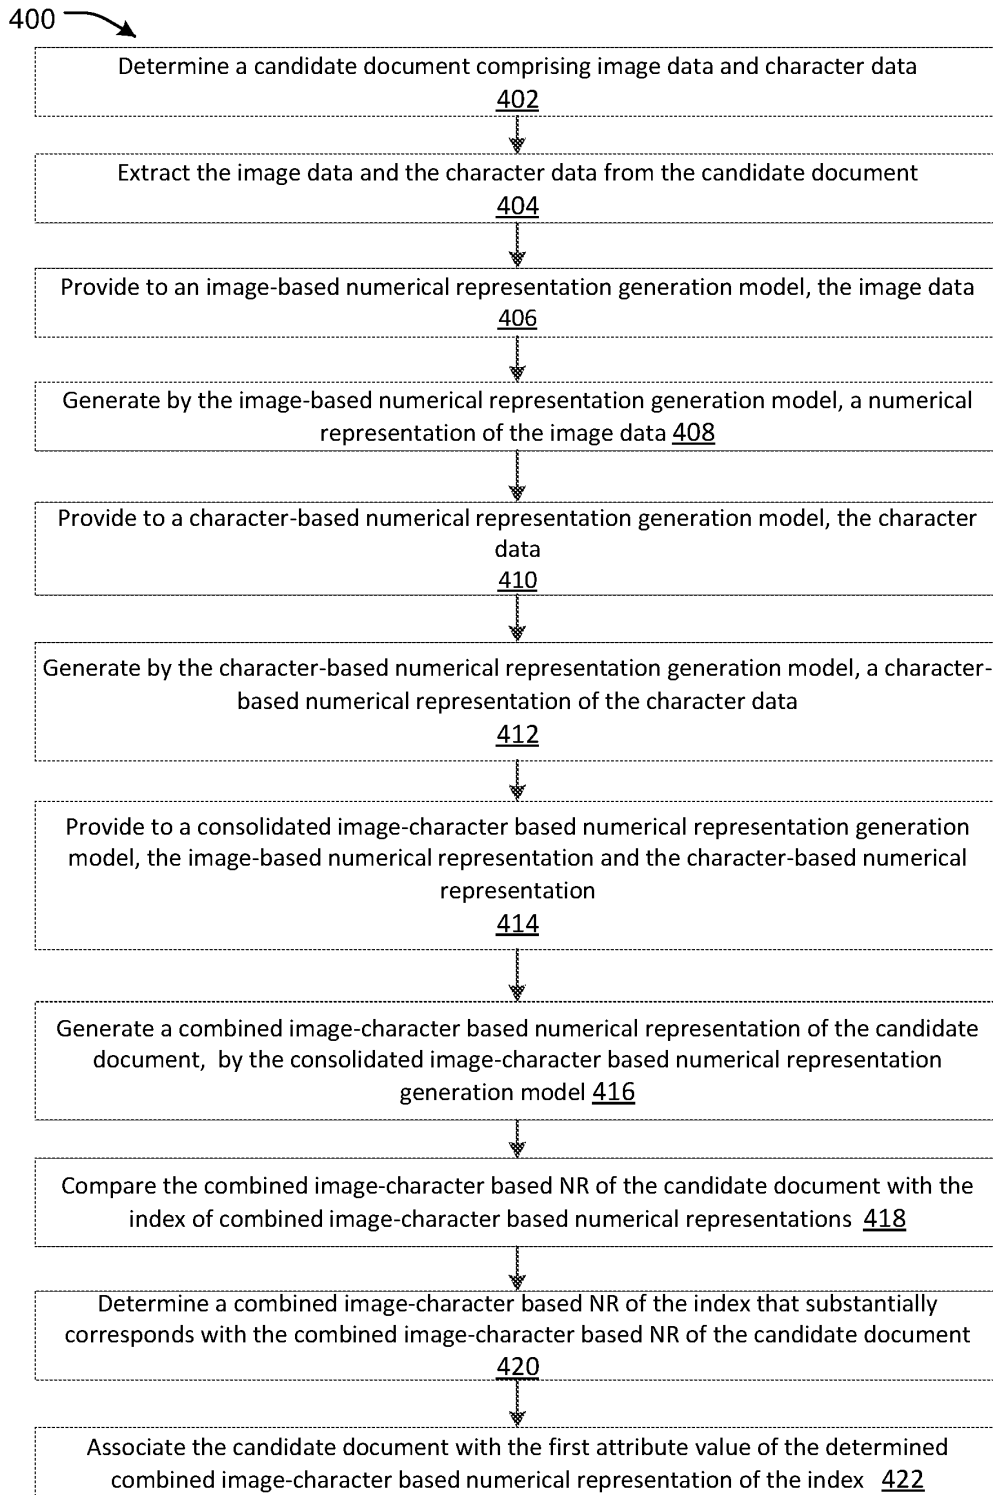 400
Determine a candidate document comprising image data and character data
402
Extract the image data and the character data from the candidate document
404
Provide to an image-based numerical representation generation model, the image data
406
Generate by the image-based numerical representation generation model, a numerical
representation of the image data 408
Provide to a character-based numerical representation generation model, the character
data
410
Generate by the character-based numerical representation generation model, a character-
based numerical representation of the character data
412
Provide to a consolidated image-character based numerical representation generation
model, the image-based numerical representation and the character-based numerical
representation
414
Generate a combined image-character based numerical representation of the candidate
document, by the consolidated image-character based numerical representation
generation model 416
Compare the combined image-character based NR of the candidate document with the
index of combined image-character based numerical representations 418
Determine a combined image-character based NR of the index that substantially
corresponds with the combined image-character based NR of the candidate document
420
Associate the candidate document with the first attribute value of the determined
combined image-character based numerical representation of the index 422